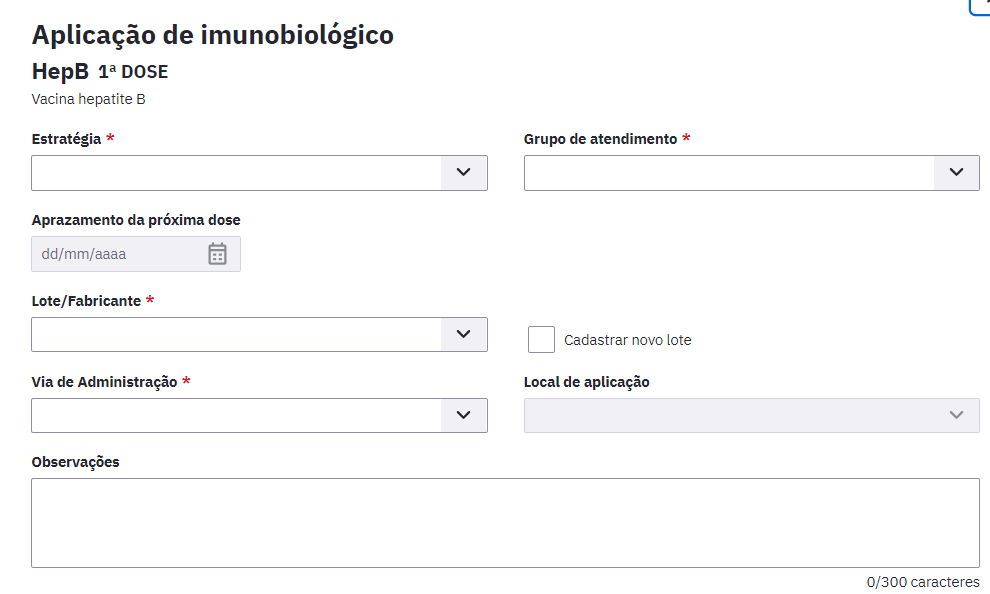 Aplicação de imunobiológico
HepB 1ª DOSE
Vacina hepatite B
Estratégia *
Grupo de atendimento *
Aprazamento da próxima dose
dd/mm/aaaa
Lote/Fabricante *
Cadastrar novo lote
Via de Administração *
Local de aplicação
Observações
0/300 caracteres